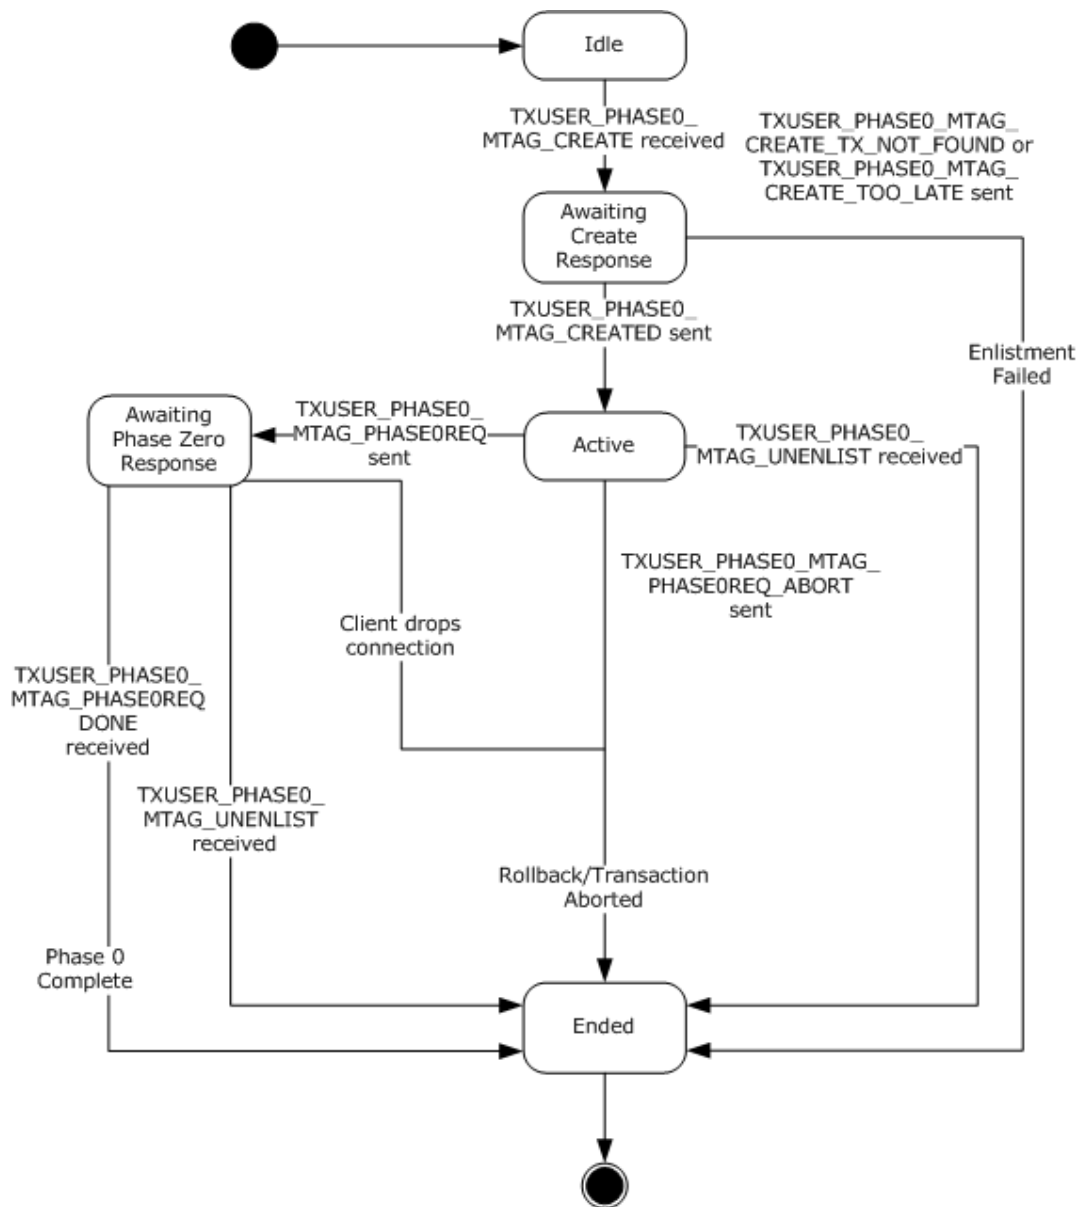 Idle
TXUSER_PHASE0_
MTAG_CREATE received
TXUSER_PHASE0_MTAG_
CREATE_TX_NOT_FOUND or
TXUSER_PHASE0_MTAG_
CREATE_TOO_LATE sent
Awaiting
Create
Response
TXUSER_PHASE0_
MTAG_CREATED sent
Enlistment
Failed
Awaiting
Phase Zero
Response
TXUSER_PHASE0_
MTAG_PHASE0REQ
sent
Active
TXUSER_PHASE0_
MTAG_UNENLIST received
TXUSER_PHASE0_MTAG_
PHASE0REQ_ABORT
sent
Client drops
connection
TXUSER_PHASE0_
MTAG_PHASE0REQ
DONE
received
TXUSER_PHASE0_
MTAG_UNENLIST
received
Rollback/Transaction
Aborted
Phase 0
Complete
Ended